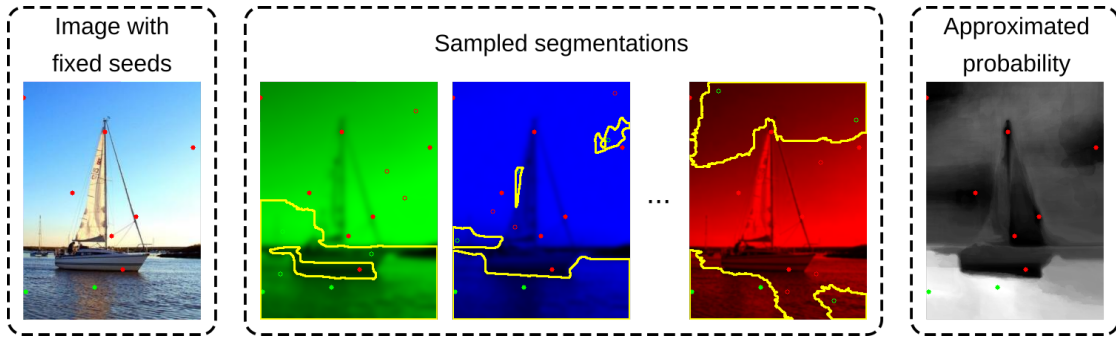 Image with
fixed seeds
Sampled segmentations
...
Approximated
probability